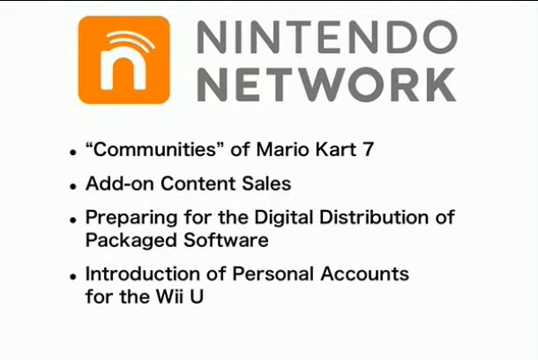 n
NINTENDO
NETWORK
• “Communities” of Mario Kart 7
• Add-on Content Sales
• Preparing for the Digital Distribution of
Packaged Software
• Introduction of Personal Accounts
for the Wii U